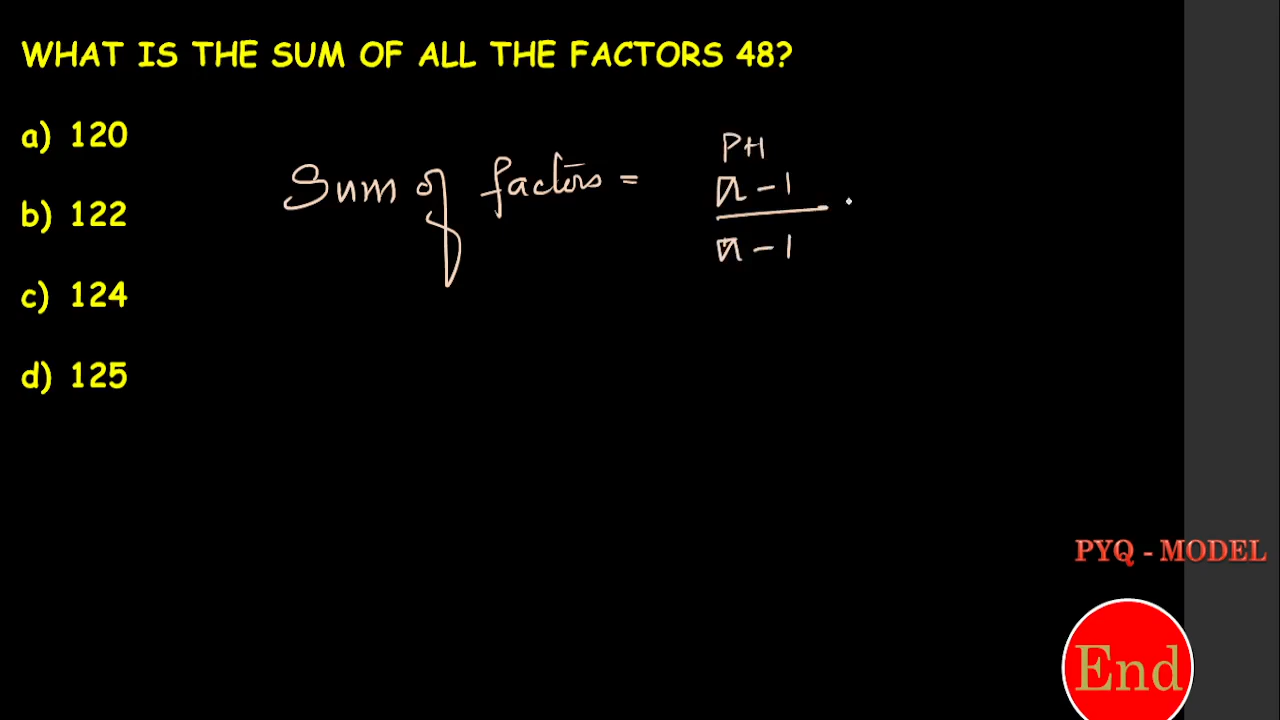 WHAT IS THE SUM OF ALL THE FACTORS 48?
a) 120
b) 122
c) 124
d) 125
Sum of factors =
P+1
a - 1
a - 1
PYQ - MODEL
End